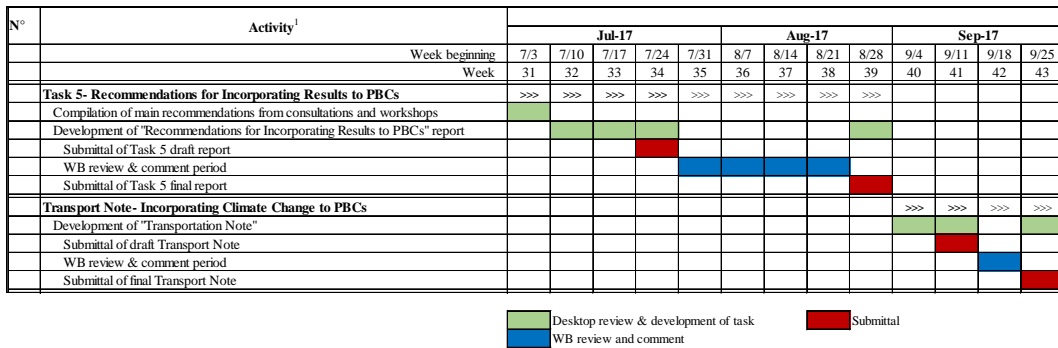 N° Activity1
Jul-17 Aug-17 Sep-17
Week beginning 7/3 7/10 7/17 7/24 7/31 8/7 8/14 8/21 8/28 9/4 9/11 9/18 9/25
Week 31 32 33 34 35 36 37 38 39 40 41 42 43
Task 5- Recommendations for Incorporating Results to PBCs >>> >>> >>> >>> >>> >>> >>> >>> >>>
Compilation of main recommendations from consultations and workshops
Development of "Recommendations for Incorporating Results to PBCs" report
Submittal of Task 5 draft report
WB review & comment period
Submittal of Task 5 final report
Transport Note- Incorporating Climate Change to PBCs >>> >>> >>> >>>
Development of "Transportation Note"
Submittal of draft Transport Note
WB review & comment period
Submittal of final Transport Note
Desktop review & development of task Submittal
WB review and comment